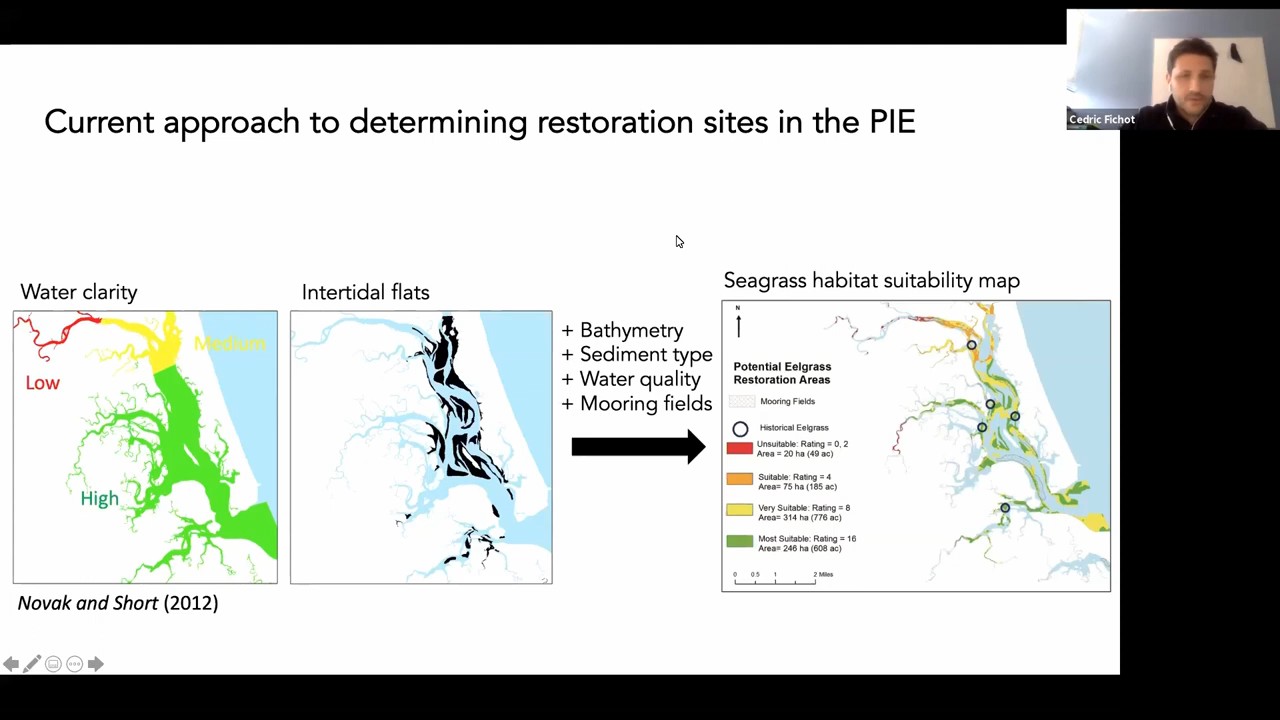 Cedric Fichot
Current approach to determining restoration sites in the PIE
Water clarity
Low
Medium
High
Novak and Short (2012)
Intertidal flats
+ Bathymetry
+ Sediment type
+ Water quality
+ Mooring fields
Seagrass habitat suitability map
N
Potential Eelgrass
Restoration Areas
Mooring Fields
Historical Eelgrass
Unsuitable: Rating = 0, 2
Area = 20 ha (49 ac)
Suitable: Rating = 4
Area= 75 ha (185 ac)
Very Suitable: Rating = 8
Area= 314 ha (776 ac)
Most Suitable: Rating = 16
Area= 246 ha (608 ac)
0 0.5 1 2 Miles